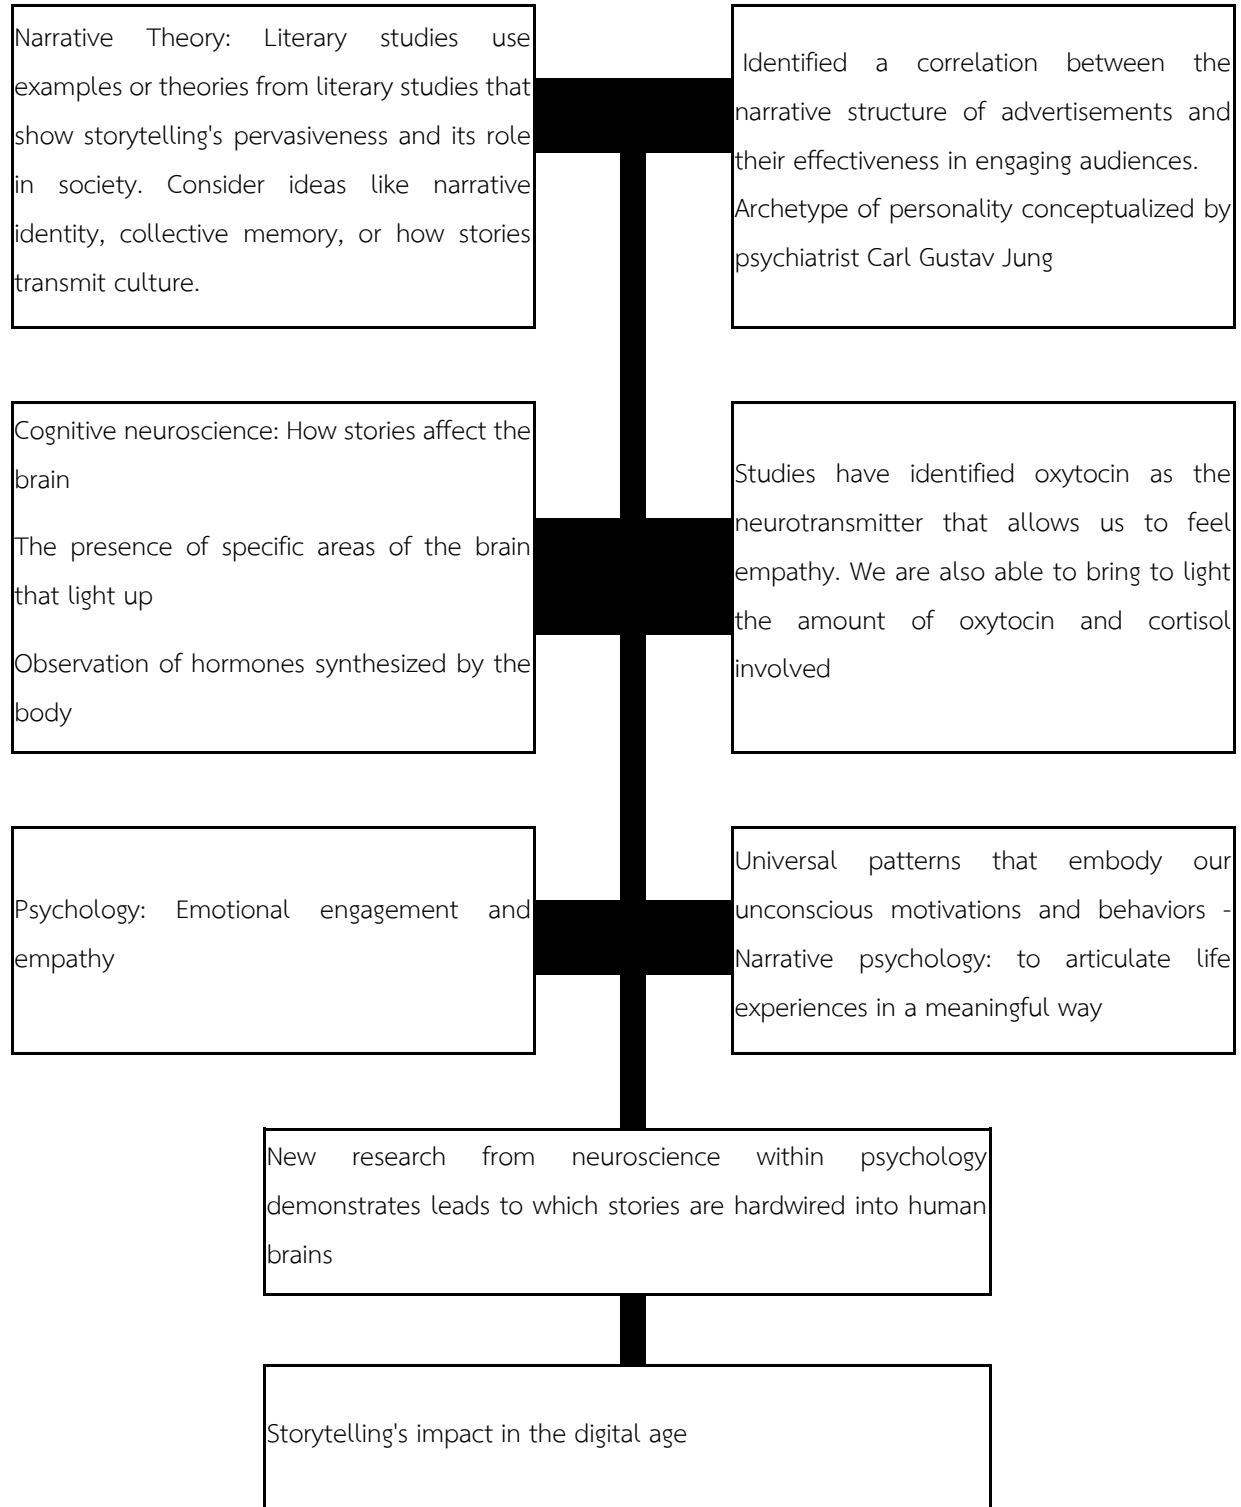 Narrative Theory: Literary studies use
examples or theories from literary studies that
show storytelling's pervasiveness and its role
in society. Consider ideas like narrative
identity, collective memory, or how stories
transmit culture.
Identified a correlation between the
narrative structure of advertisements and
their effectiveness in engaging audiences.
Archetype of personality conceptualized by
psychiatrist Carl Gustav Jung
Cognitive neuroscience: How stories affect the
brain
The presence of specific areas of the brain
that light up
Observation of hormones synthesized by the
body
Studies have identified oxytocin as the
neurotransmitter that allows us to feel
empathy. We are also able to bring to light
the amount of oxytocin and cortisol
involved
Psychology: Emotional engagement and
empathy
Universal patterns that embody our
unconscious motivations and behaviors -
Narrative psychology: to articulate life
experiences in a meaningful way
New research from neuroscience within psychology
demonstrates leads to which stories are hardwired into human
brains
Storytelling's impact in the digital age